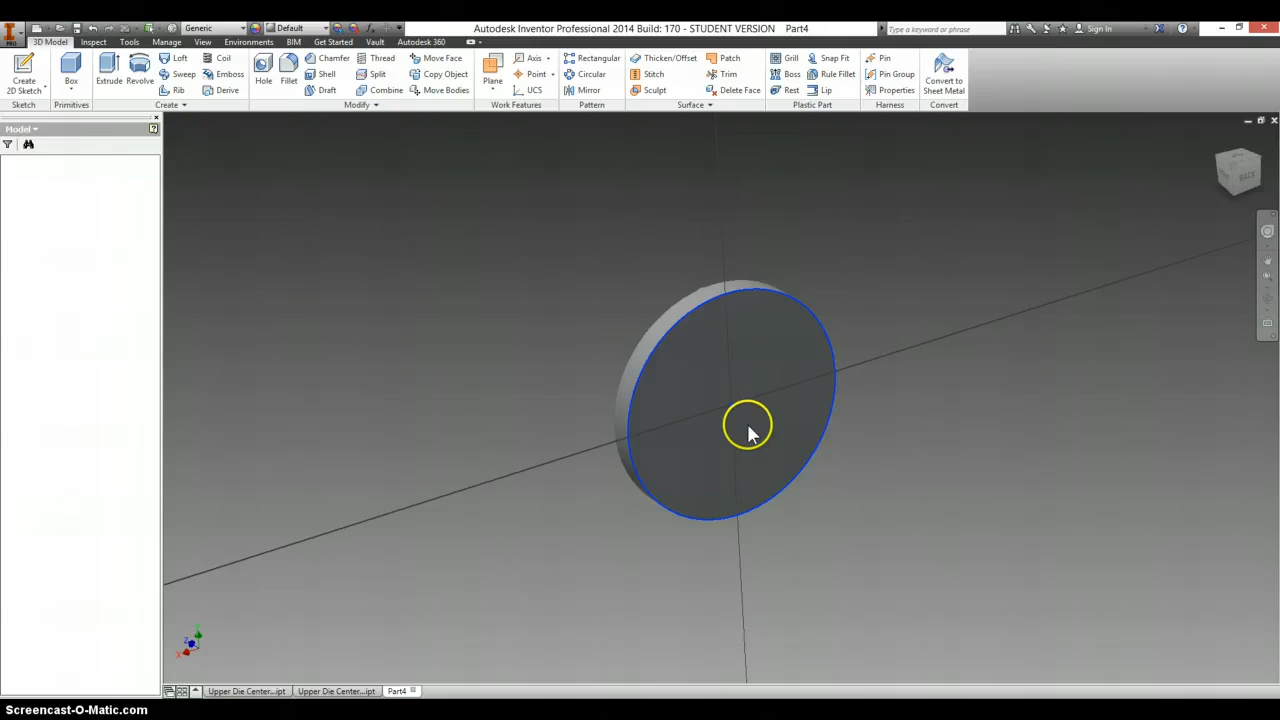 Generic
Default
Autodesk Inventor Professional 2014 Build: 170 - STUDENT VERSION Part4
Type a keyword or phrase
Sign In
PRO
3D Model Inspect Tools Manage View Environments BIM Get Started Vault Autodesk 360
Create
2D Sketch
Sketch
Box
Primitives
Extrude Revolve
Loft
Sweep
Rib
Coil
Emboss
Derive
Create
Hole Fillet
Chamfer
Shell
Draft
Thread
Split
Combine
Move Face
Copy Object
Move Bodies
Modify
Plane
Axis
Point
UCS
Work Features
Rectangular
Circular
Mirror
Pattern
Thicken/Offset
Stitch
Sculpt
Patch
Trim
Delete Face
Surface
Grill
Boss
Rest
Snap Fit
Rule Fillet
Lip
Plastic Part
Pin
Pin Group
Properties
Harness
Convert to
Sheet Metal
Convert
Model
BACK
Y
Z
X
Upper Die Center...ipt Upper Die Center...ipt Part4
Screencast-O-Matic.com